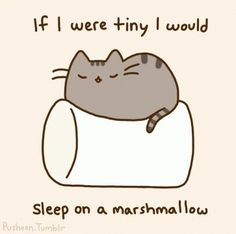 If I were tiny I would
sleep on a marshmallow
Pusheen.Tumblr